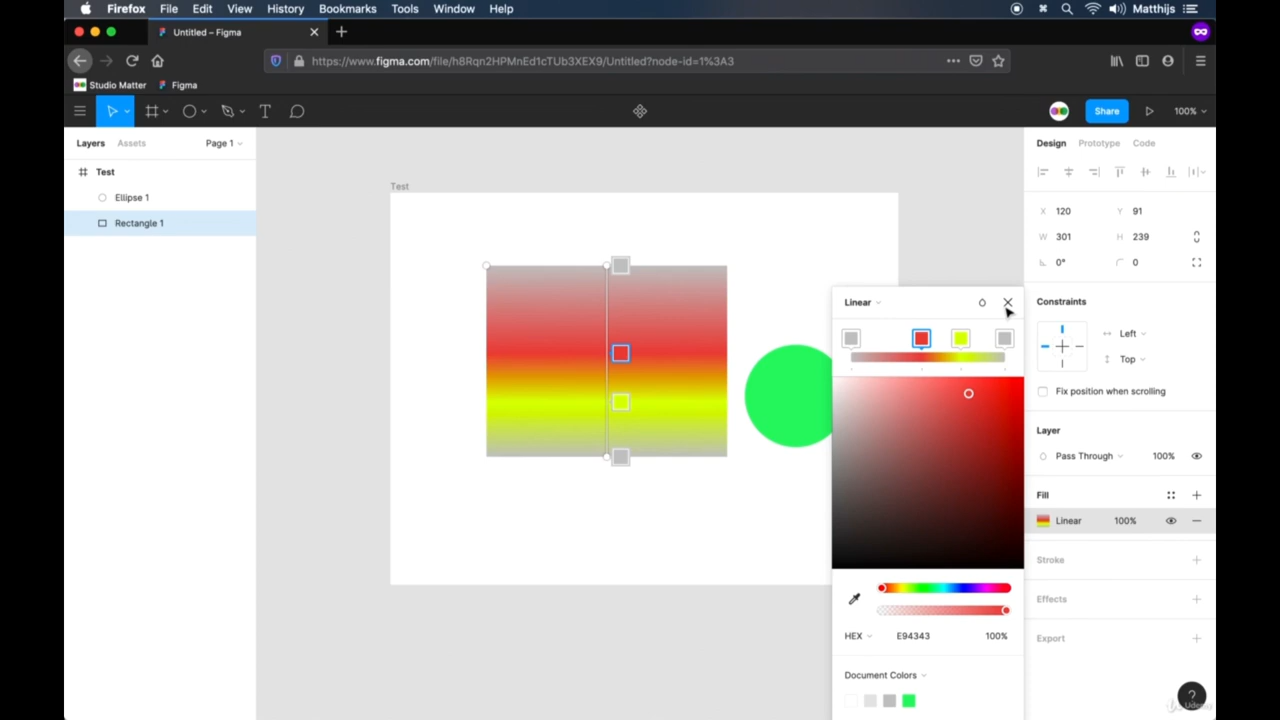 Firefox File Edit View History Bookmarks Tools Window Help Matthijs
Untitled – Figma
https://www.figma.com/file/h8Rqn2HPMnEd1cTUb3XEX9/Untitled?node-id=1%3A3
Studio Matter Figma
Share 100%
Layers Assets Page 1 Design Prototype Code
Test
Test
Ellipse 1
Rectangle 1
X 120 Y 91
W 301 H 239
0° 0
Linear
Constraints
Left
Top
Fix position when scrolling
Layer
Pass Through 100%
Fill
Linear 100%
Stroke
Effects
HEX E94343 100%
Export
Document Colors
?
Udemy